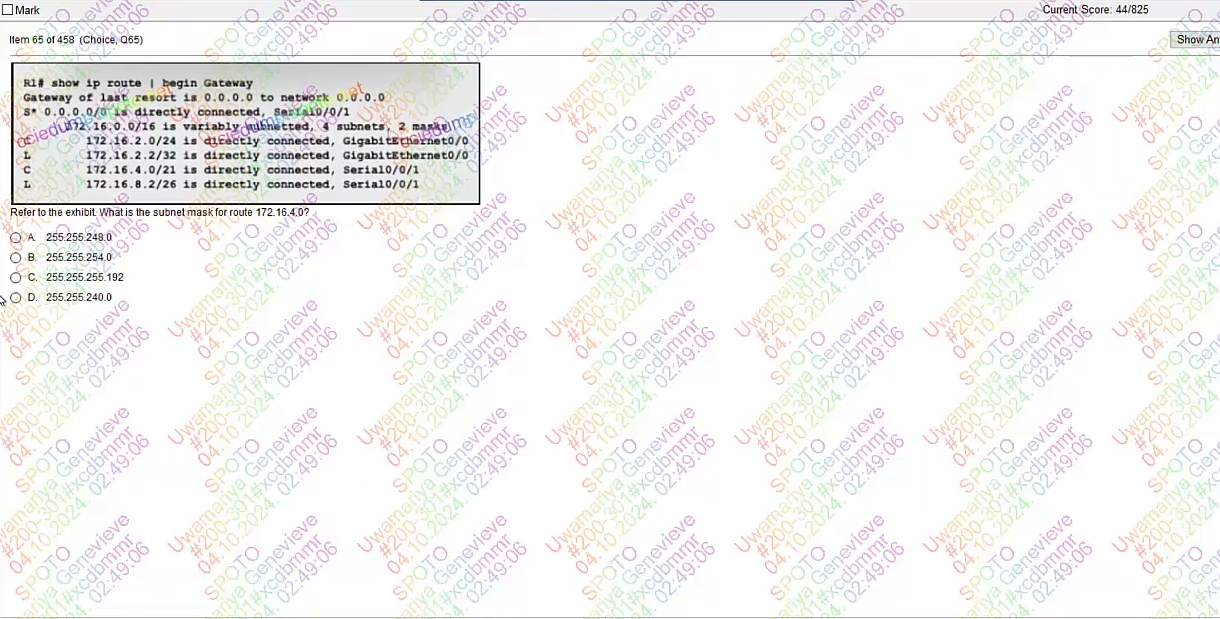 Mark
Current Score: 44/825
Item 65 of 458 (Choice, Q65)
Show An
R1# show ip route | begin Gateway
Gateway of last resort is 0.0.0.0 to network 0.0.0.0
S* 0.0.0.0/0 is directly connected, Serial0/0/1
172.16.0.0/16 is variably subnetted, 4 subnets, 2 masks
172.16.2.0/24 is directly connected, GigabitEthernet0/0
L 172.16.2.2/32 is directly connected, GigabitEthernet0/0
C 172.16.4.0/21 is directly connected, Serial0/0/1
L 172.16.8.2/26 is directly connected, Serial0/0/1
Refer to the exhibit. What is the subnet mask for route 172.16.4.0?
A. 255.255.248.0
B. 255.255.254.0
C. 255.255.255.192
D. 255.255.240.0
SPOTO
Uwamariya Genevieve
#200-301#xcdbmmr
04.10.2024. 02:49:06